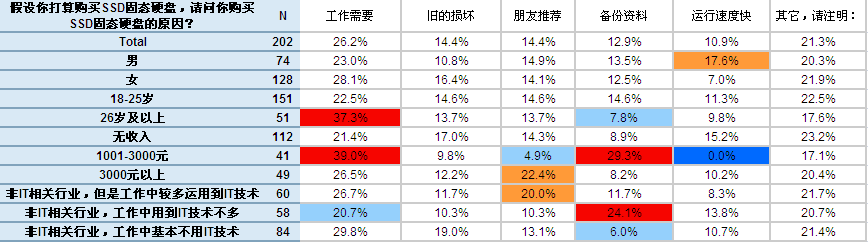 假设你打算购买SSD固态硬盘，请问你购买SSD固态硬盘的原因？ N 工作需要 旧的损坏 朋友推荐 备份资料 运行速度快 其它，请注明：
Total 202 26.2% 14.4% 14.4% 12.9% 10.9% 21.3%
男 74 23.0% 10.8% 14.9% 13.5% 17.6% 20.3%
女 128 28.1% 16.4% 14.1% 12.5% 7.0% 21.9%
18-25岁 151 22.5% 14.6% 14.6% 14.6% 11.3% 22.5%
26岁及以上 51 37.3% 13.7% 13.7% 7.8% 9.8% 17.6%
无收入 112 21.4% 17.0% 14.3% 8.9% 15.2% 23.2%
1001-3000元 41 39.0% 9.8% 4.9% 29.3% 0.0% 17.1%
3000元以上 49 26.5% 12.2% 22.4% 8.2% 10.2% 20.4%
非IT相关行业，但是工作中较多运用到IT技术 60 26.7% 11.7% 20.0% 11.7% 8.3% 21.7%
非IT相关行业，工作中用到IT技术不多 58 20.7% 10.3% 10.3% 24.1% 13.8% 20.7%
非IT相关行业，工作中基本不用IT技术 84 29.8% 19.0% 13.1% 6.0% 10.7% 21.4%